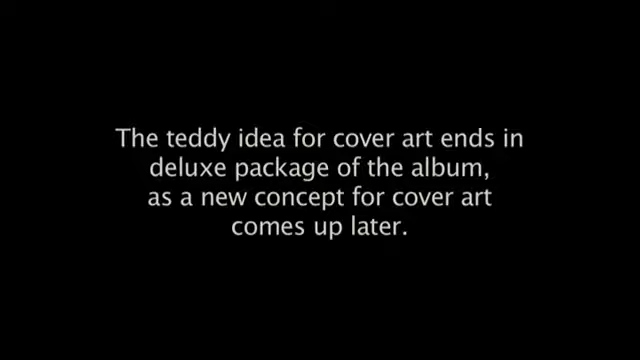 The teddy idea for cover art ends in
deluxe package of the album,
as a new concept for cover art
comes up later.